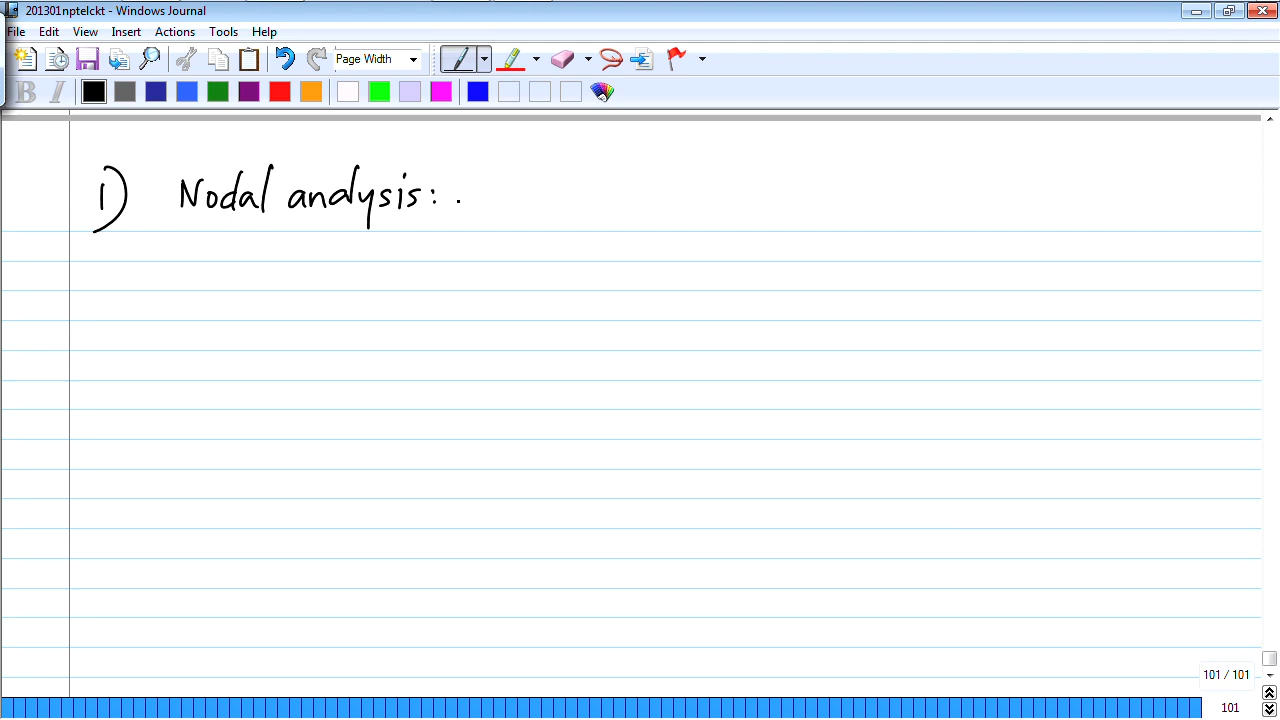 201301nptelckt - Windows Journal
File Edit View Insert Actions Tools Help
Page Width
B I
1) Nodal analysis: .
101 / 101
101